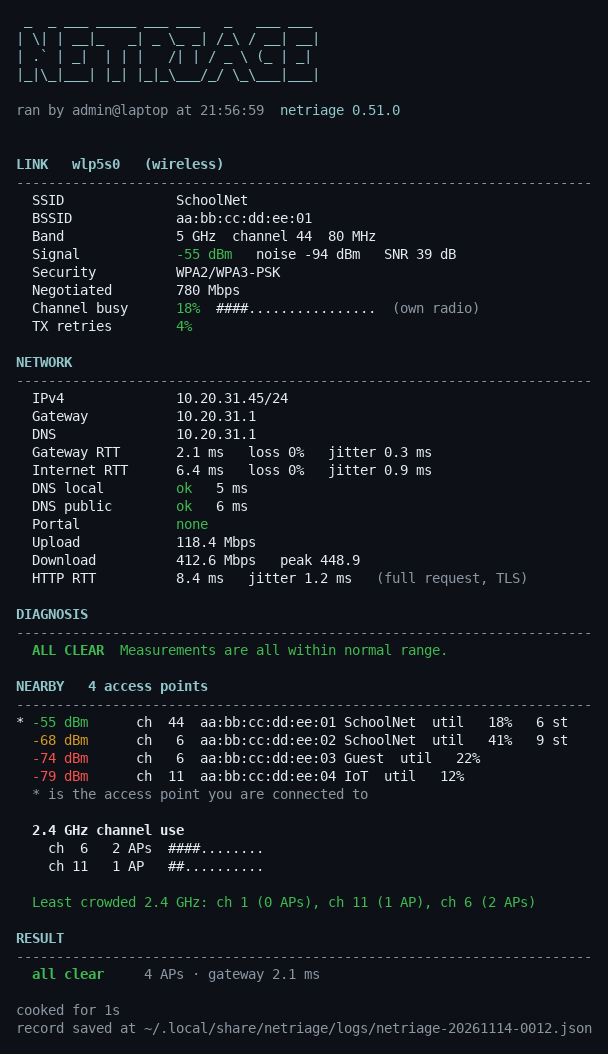 NETRIAGE
ran by admin@laptop at 21:56:59  netriage 0.51.0
LINK   wlp5s0   (wireless)
------------------------------------------------------------------------
SSID              SchoolNet
BSSID             aa:bb:cc:dd:ee:01
Band              5 GHz  channel 44  80 MHz
Signal            -55 dBm   noise -94 dBm   SNR 39 dB
Security          WPA2/WPA3-PSK
Negotiated        780 Mbps
Channel busy      18%  ####................  (own radio)
TX retries        4%
NETWORK
------------------------------------------------------------------------
IPv4              10.20.31.45/24
Gateway           10.20.31.1
DNS               10.20.31.1
Gateway RTT       2.1 ms   loss 0%   jitter 0.3 ms
Internet RTT      6.4 ms   loss 0%   jitter 0.9 ms
DNS local         ok   5 ms
DNS public        ok   6 ms
Portal            none
Upload            118.4 Mbps
Download          412.6 Mbps   peak 448.9
HTTP RTT          8.4 ms   jitter 1.2 ms   (full request, TLS)
DIAGNOSIS
------------------------------------------------------------------------
ALL CLEAR  Measurements are all within normal range.
NEARBY   4 access points
------------------------------------------------------------------------
* -55 dBm      ch  44  aa:bb:cc:dd:ee:01 SchoolNet  util   18%   6 st
-68 dBm      ch   6  aa:bb:cc:dd:ee:02 SchoolNet  util   41%   9 st
-74 dBm      ch   6  aa:bb:cc:dd:ee:03 Guest  util   22%
-79 dBm      ch  11  aa:bb:cc:dd:ee:04 IoT  util   12%
* is the access point you are connected to
2.4 GHz channel use
ch  6   2 APs  ####........
ch 11   1 AP   ##..........
Least crowded 2.4 GHz: ch 1 (0 APs), ch 11 (1 AP), ch 6 (2 APs)
RESULT
------------------------------------------------------------------------
all clear     4 APs · gateway 2.1 ms
cooked for 1s
record saved at ~/.local/share/netriage/logs/netriage-20261114-0012.json